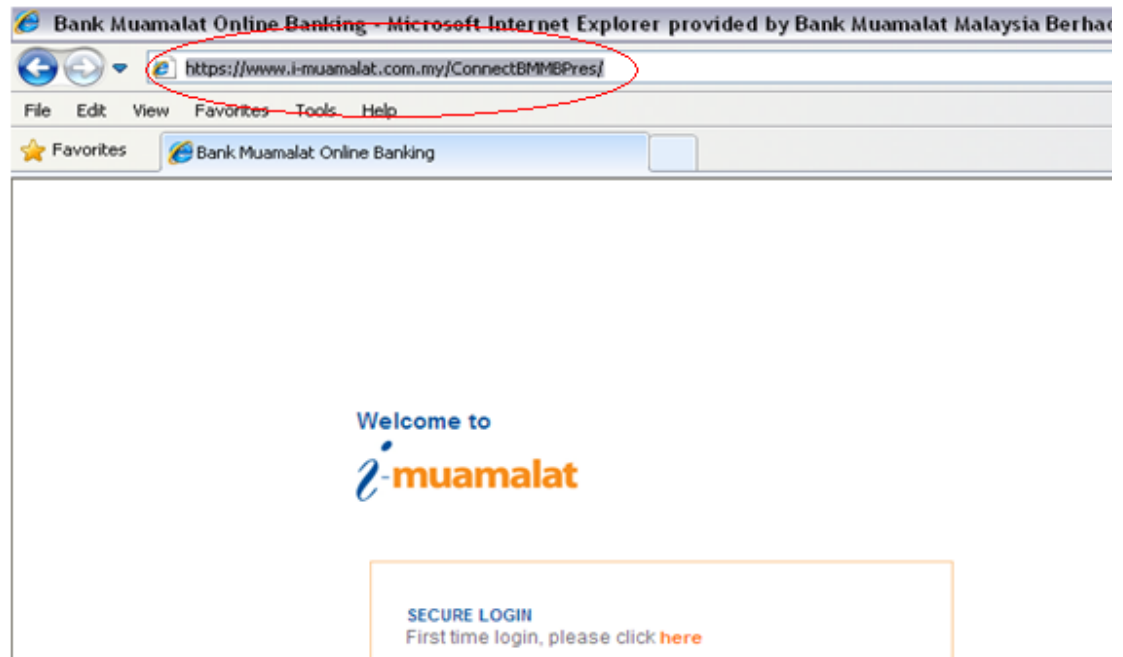 Bank Muamalat Online Banking - Microsoft Internet Explorer provided by Bank Muamalat Malaysia Berhad
https://www.i-muamalat.com.my/ConnectBMMBPres/
File Edit View Favorites Tools Help
Favorites Bank Muamalat Online Banking
Welcome to
i-muamalat
SECURE LOGIN
First time login, please click here